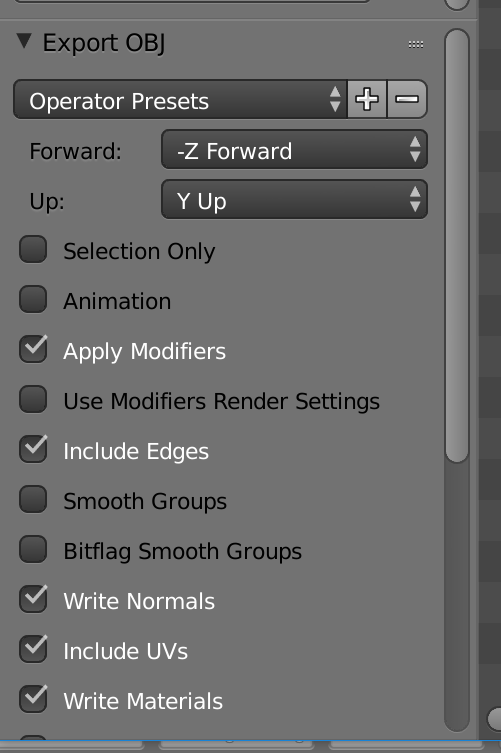 Export OBJ
Operator Presets
Forward: -Z Forward
Up: Y Up
Selection Only
Animation
Apply Modifiers
Use Modifiers Render Settings
Include Edges
Smooth Groups
Bitflag Smooth Groups
Write Normals
Include UVs
Write Materials